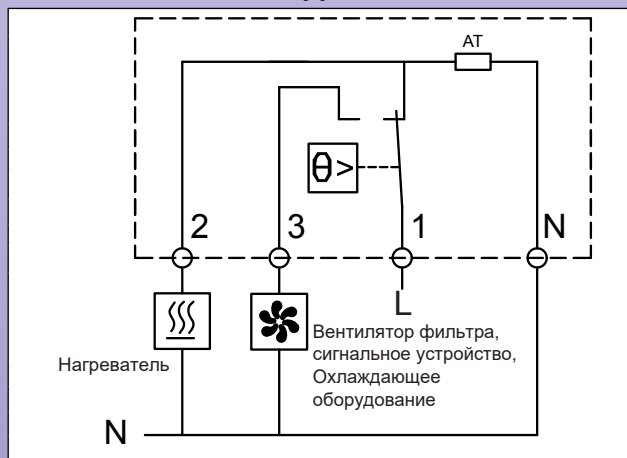 AT
θ>
2 3 1 N
L
Нагреватель
Вентилятор фильтра,
сигнальное устройство,
Охлаждающее
оборудование
N